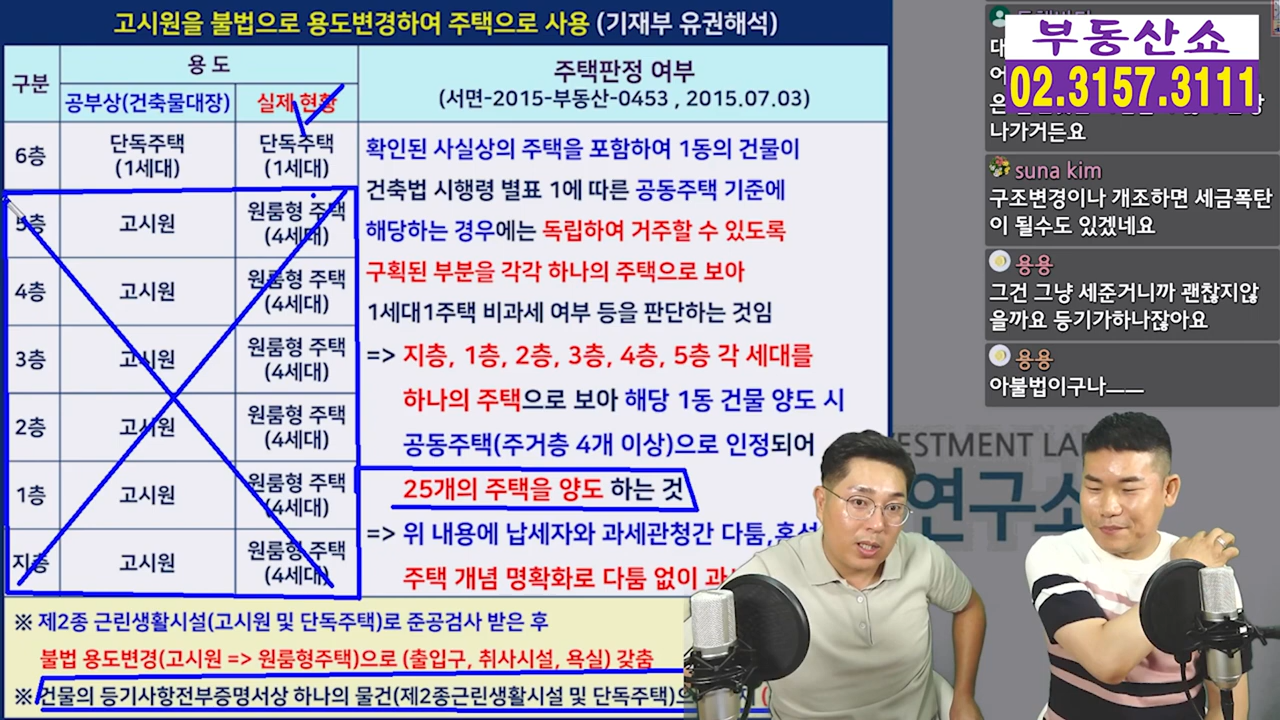 고시원을 불법으로 용도변경하여 주택으로 사용 (기재부 유권해석)
구분
용 도
공부상(건축물대장)
실제 현황
주택판정 여부
(서면-2015-부동산-0453 , 2015.07.03)
6층
단독주택
(1세대)
단독주택
(1세대)
5층
고시원
원룸형 주택
(4세대)
4층
고시원
원룸형 주택
(4세대)
3층
고시원
원룸형 주택
(4세대)
2층
고시원
원룸형 주택
(4세대)
1층
고시원
원룸형 주택
(4세대)
지층
고시원
원룸형 주택
(4세대)
확인된 사실상의 주택을 포함하여 1동의 건물이
건축법 시행령 별표 1에 따른 공동주택 기준에
해당하는 경우에는 독립하여 거주할 수 있도록
구획된 부분을 각각 하나의 주택으로 보아
1세대1주택 비과세 여부 등을 판단하는 것임
=> 지층, 1층, 2층, 3층, 4층, 5층 각 세대를
하나의 주택으로 보아 해당 1동 건물 양도 시
공동주택(주거층 4개 이상)으로 인정되어
25개의 주택을 양도 하는 것
=> 위 내용에 납세자와 과세관청간 다툼,
주택 개념 명확화로 다툼 없이
※ 제2종 근린생활시설(고시원 및 단독주택)로 준공검사 받은 후
불법 용도변경(고시원 => 원룸형주택)으로 (출입구, 취사시설, 욕실) 갖춤
※ 건물의 등기사항전부증명서상 하나의 물건(제2종근린생활시설 및 단독주택)으
부동산쇼
02.3157.3111
나가거든요
suna kim
구조변경이나 개조하면 세금폭탄
이 될수도 있겠네요
용용
그건 그냥 세준거니까 괜찮지않
을까요 등기가하나잖아요
용용
아불법이구나ㅡㅡ
ESTMENT LA
연구소